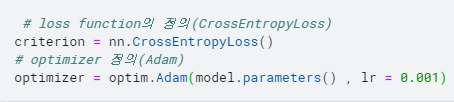 # loss function의 정의(CrossEntropyLoss)
criterion = nn.CrossEntropyLoss()
# optimizer 정의(Adam)
optimizer = optim.Adam(model.parameters() , lr = 0.001)